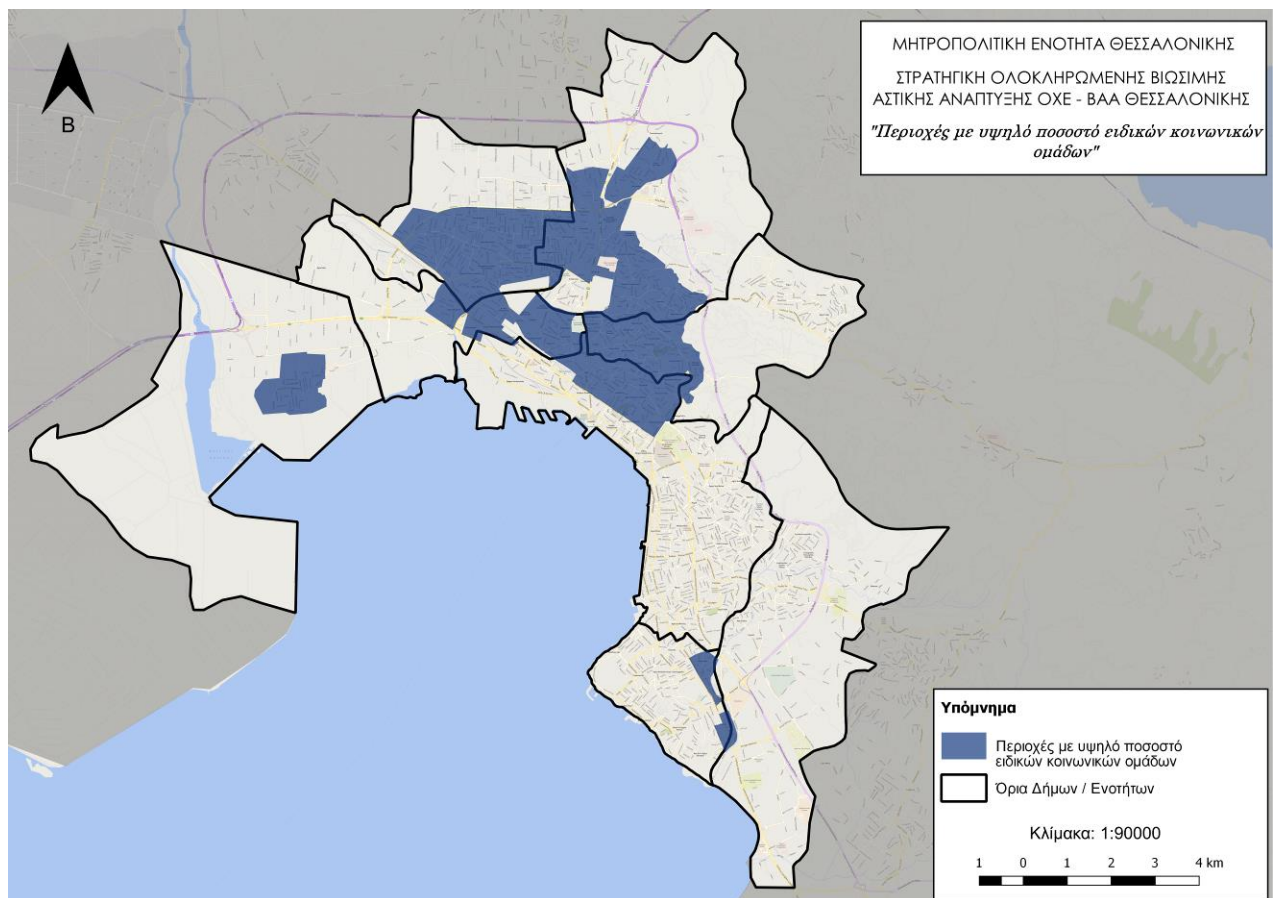 ΜΗΤΡΟΠΟΛΙΤΙΚΗ ΕΝΟΤΗΤΑ ΘΕΣΣΑΛΟΝΙΚΗΣ
ΣΤΡΑΤΗΓΙΚΗ ΟΛΟΚΛΗΡΩΜΕΝΗΣ ΒΙΩΣΙΜΗΣ
ΑΣΤΙΚΗΣ ΑΝΑΠΤΥΞΗΣ ΟΧΕ - ΒΑΑ ΘΕΣΣΑΛΟΝΙΚΗΣ
"Περιοχές με υψηλό ποσοστό ειδικών κοινωνικών
ομάδων"
Β
Υπόμνημα
Περιοχές με υψηλό ποσοστό
ειδικών κοινωνικών ομάδων
Όρια Δήμων / Ενοτήτων
Κλίμακα: 1:90000
1 0 1 2 3 4 km